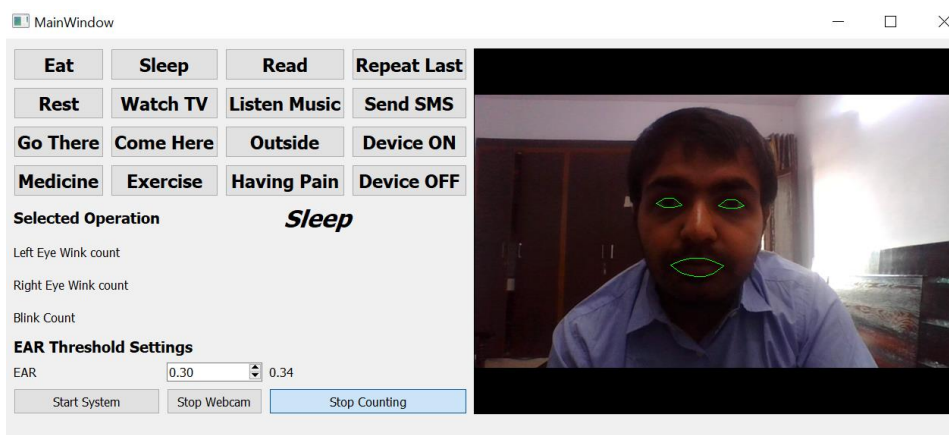 MainWindow
Eat Sleep Read Repeat Last
Rest Watch TV Listen Music Send SMS
Go There Come Here Outside Device ON
Medicine Exercise Having Pain Device OFF
Selected Operation Sleep
Left Eye Wink count
Right Eye Wink count
Blink Count
EAR Threshold Settings
EAR 0.30 0.34
Start System Stop Webcam Stop Counting